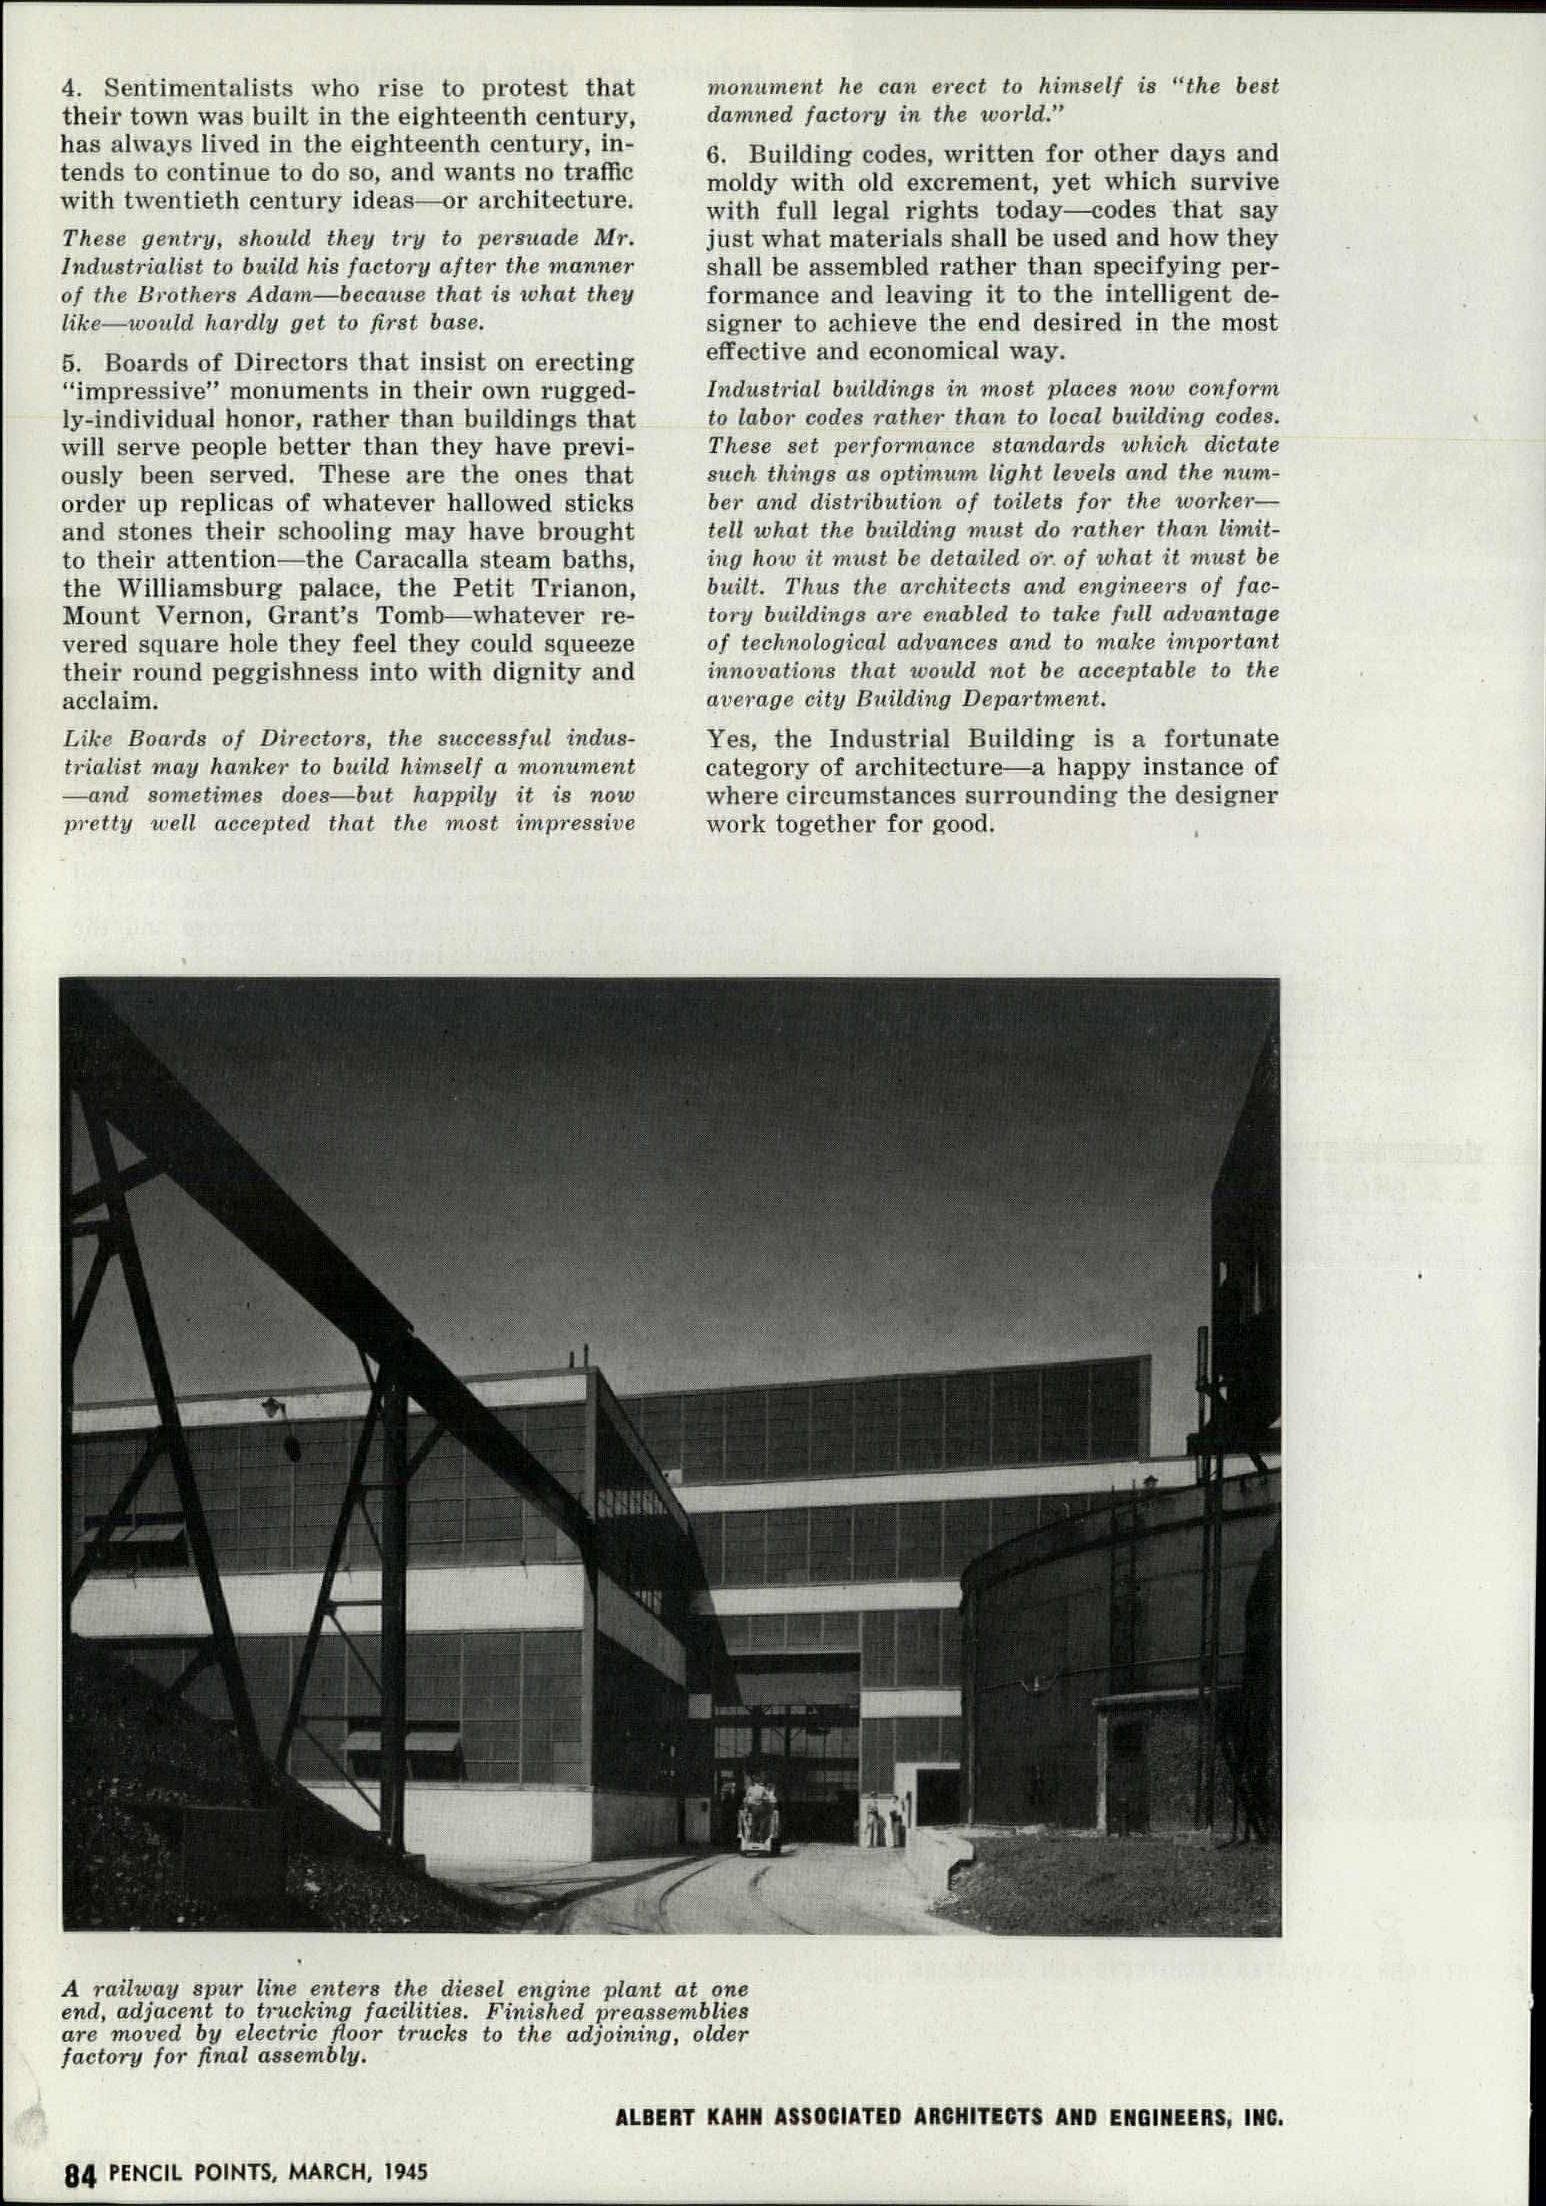 4. Sentimentalists who rise to protest that
their town was built in the eighteenth century,
has always lived in the eighteenth century, in-
tends to continue to do so, and wants no traffic
with twentieth century ideas—or architecture.
These gentry, should they try to persuade Mr.
Industrialist to build his factory after the manner
of the Brothers Adam—because that is what they
like—would hardly get to first base.
5. Boards of Directors that insist on erecting
“impressive” monuments in their own rugged-
ly-individual honor, rather than buildings that
will serve people better than they have previ-
ously been served. These are the ones that
order up replicas of whatever hallowed sticks
and stones their schooling may have brought
to their attention—the Caracalla steam baths,
the Williamsburg palace, the Petit Trianon,
Mount Vernon, Grant's Tomb—whatever re-
vered square hole they feel they could squeeze
their round peggishness into with dignity and
acclaim.
Like Boards of Directors, the successful indus-
trialist may hanker to build himself a monument
—and sometimes does—but happily it is now
pretty well accepted that the most impressive
monument he can erect to himself is “the best
damned factory in the world.”
6. Building codes, written for other days and
moldy with old excrement, yet which survive
with full legal rights today—codes that say
just what materials shall be used and how they
shall be assembled rather than specifying per-
formance and leaving it to the intelligent de-
signer to achieve the end desired in the most
effective and economical way.
Industrial buildings in most places now conform
to labor codes rather than to local building codes.
These set performance standards which dictate
such things as optimum light levels and the num-
ber and distribution of toilets for the worker—
tell what the building must do rather than limit-
ing how it must be detailed or of what it must be
built. Thus the architects and engineers of fac-
tory buildings are enabled to take full advantage
of technological advances and to make important
innovations that would not be acceptable to the
average city Building Department.
Yes, the Industrial Building is a fortunate
category of architecture—a happy instance of
where circumstances surrounding the designer
work together for good.
A railway spur line enters the diesel engine plant at one
end, adjacent to trucking facilities. Finished preassemblies
are moved by electric floor trucks to the adjoining, older
factory for final assembly.
ALBERT KAHN ASSOCIATED ARCHITECTS AND ENGINEERS, INC.
84 PENCIL POINTS, MARCH, 1945